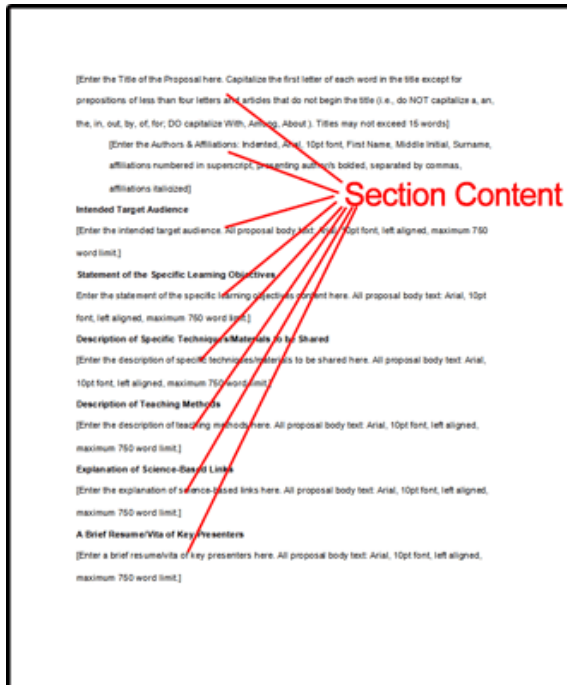 [Enter the Title of the Proposal here. Capitalize the first letter of each word in the title except for
prepositions of less than four letters and articles that do not begin the title (i.e., do NOT capitalize a, an,
the, in, out, by, of, for; DO capitalize With, Among, About ). Titles may not exceed 15 words]
[Enter the Authors & Affiliations: Indented, Arial, 10pt font, First Name, Middle Initial, Surname,
affiliations numbered in superscript, presenting author/s bolded, separated by commas,
affiliations italicized]
Section Content
Intended Target Audience
[Enter the intended target audience. All proposal body text: Arial, 10pt font, left aligned, maximum 750
word limit.]
Statement of the Specific Learning Objectives
Enter the statement of the specific learning objectives content here. All proposal body text: Arial, 10pt
font, left aligned, maximum 750 word limit.]
Description of Specific Techniques/Materials to be Shared
[Enter the description of specific techniques/materials to be shared here. All proposal body text: Arial,
10pt font, left aligned, maximum 750 word limit.]
Description of Teaching Methods
[Enter the description of teaching methods here. All proposal body text: Arial, 10pt font, left aligned,
maximum 750 word limit.]
Explanation of Science-Based Links
[Enter the explanation of science-based links here. All proposal body text: Arial, 10pt font, left aligned,
maximum 750 word limit.]
A Brief Resume/Vita of Key Presenters
[Enter a brief resume/vita of key presenters here. All proposal body text: Arial, 10pt font, left aligned,
maximum 750 word limit.]